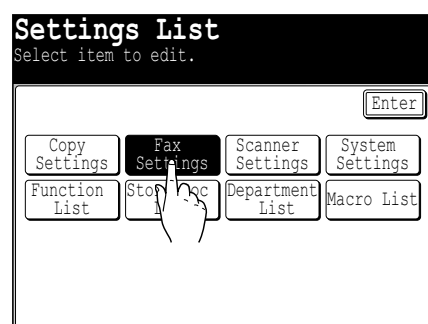 Settings List
Select item to edit.
Enter
Copy Settings
Fax Settings
Scanner Settings
System Settings
Function List
Department List
Macro List